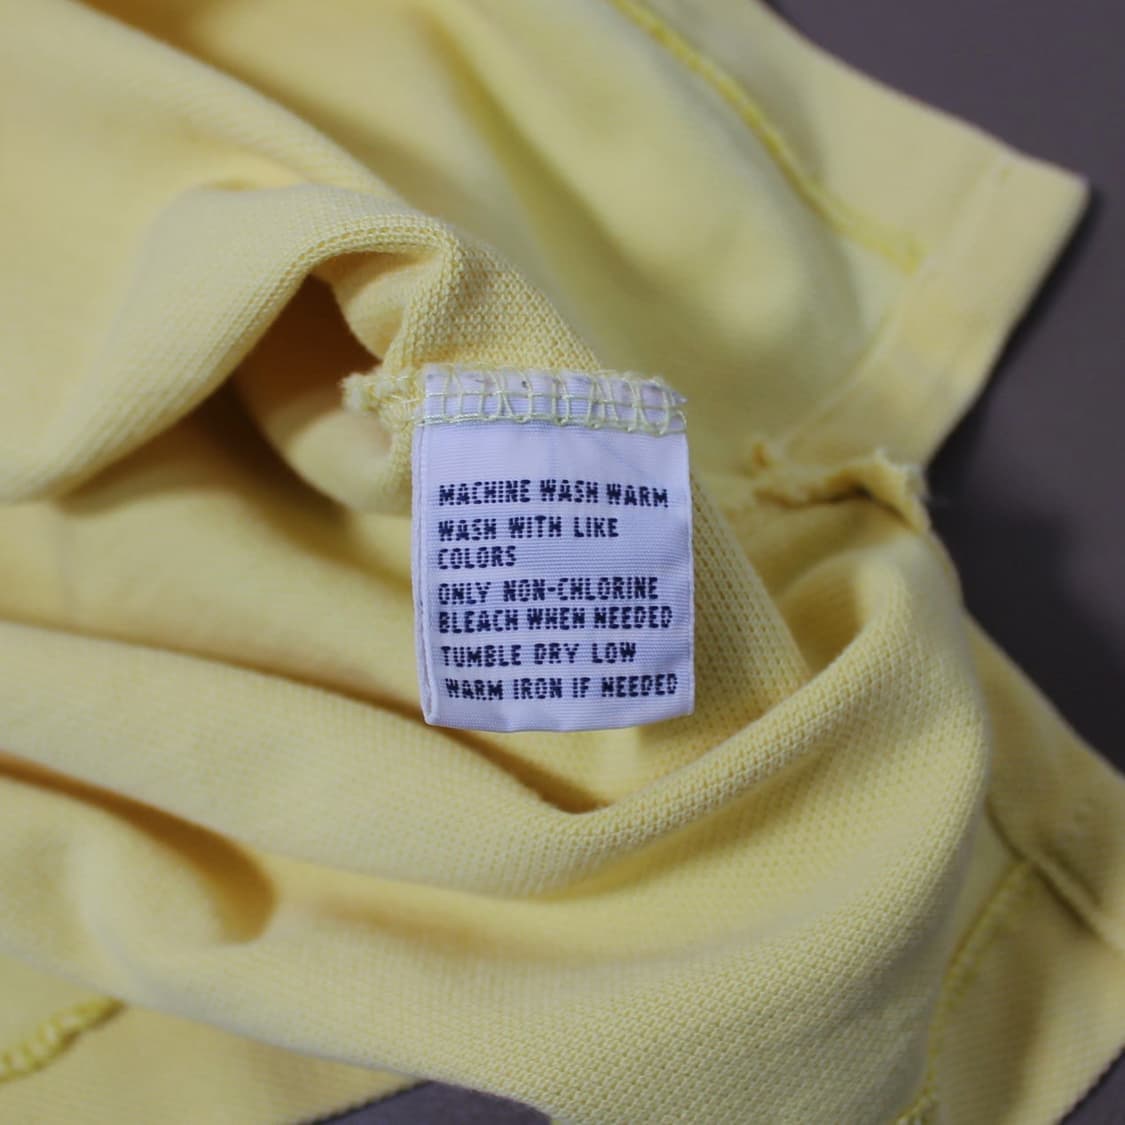 MACHINE WASH WARM
WASH WITH LIKE
COLORS
ONLY NON-CHLORINE
BLEACH WHEN NEEDED
TUMBLE DRY LOW
WARM IRON IF NEEDED